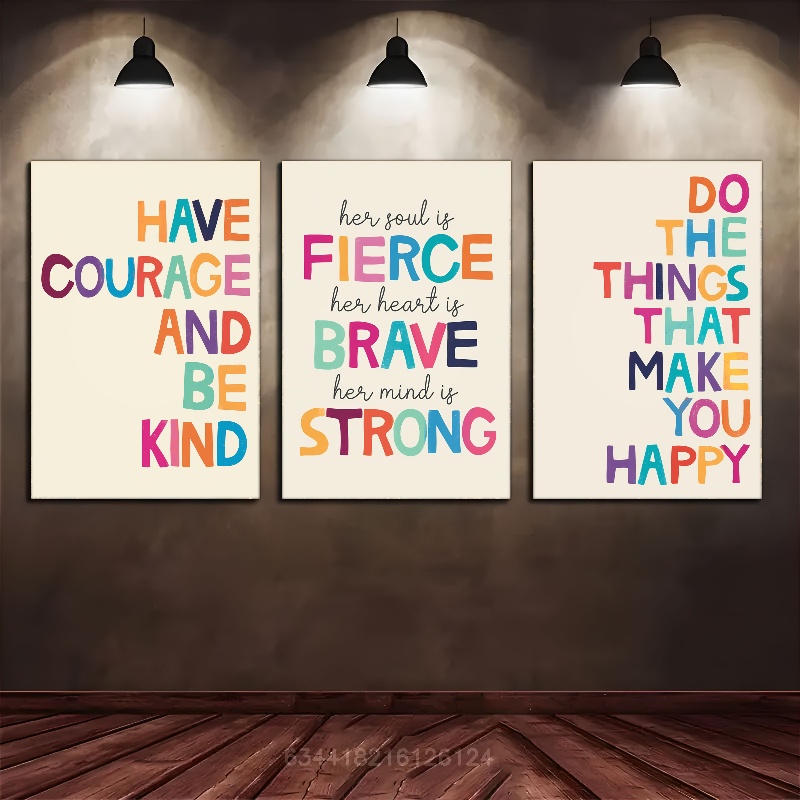 HAVE
COURAGE
AND
BE
KIND
her soul is
FIERCE
her heart is
BRAVE
her mind is
STRONG
DO
THE
THINGS
THAT
MAKE
YOU
HAPPY
634418216126124